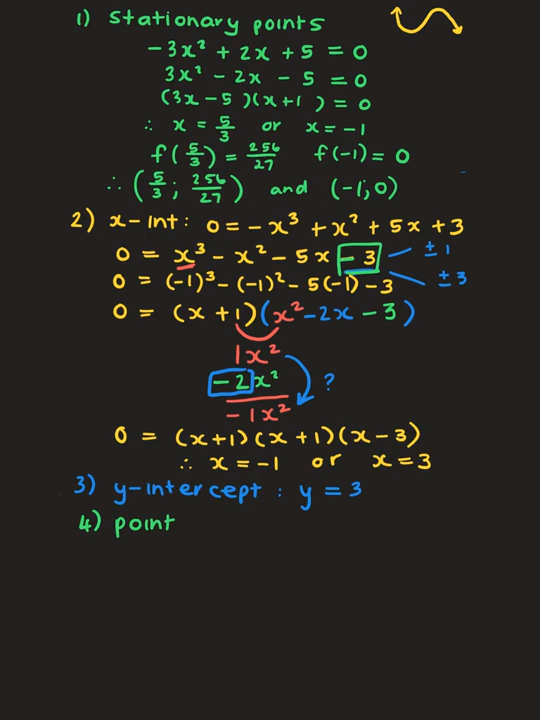 1) stationary points
-3x² + 2x + 5 = 0
3x² - 2x - 5 = 0
(3x - 5)(x + 1) = 0
∴ x = 5/3 or x = -1
f(5/3) = 256/27 f(-1) = 0
∴ (5/3 ; 256/27) and (-1;0)
2) x-int: 0 = -x³ + x² + 5x + 3
0 = x³ - x² - 5x - 3 ± 1
± 3
0 = (-1)³ - (-1)² - 5(-1) - 3
0 = (x + 1)(x² - 2x - 3)
1x²
-2x² ?
-1x²
0 = (x+1)(x+1)(x-3)
∴ x = -1 or x = 3
3) y-intercept: y = 3
4) point